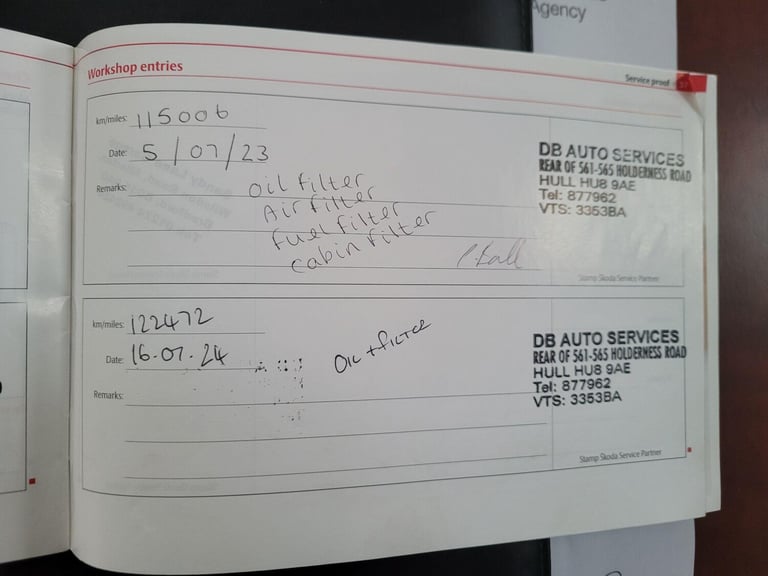 Agency
Workshop entries
Service proof
km/miles: 115006
Date: 5/07/23
Remarks: oil filter
Air filter
fuel filter
cabin filter
DB AUTO SERVICES
REAR OF 561-565 HOLDERNESS ROAD
HULL HU8 9AE
Tel: 877962
VTS: 3353BA
Stamp Skoda Service Partner
km/miles: 122472
Date: 16.07.24
OIL + FILTER
Remarks:
DB AUTO SERVICES
REAR OF 561-565 HOLDERNESS ROAD
HULL HU8 9AE
Tel: 877962
VTS: 3353BA
Stamp Skoda Service Partner